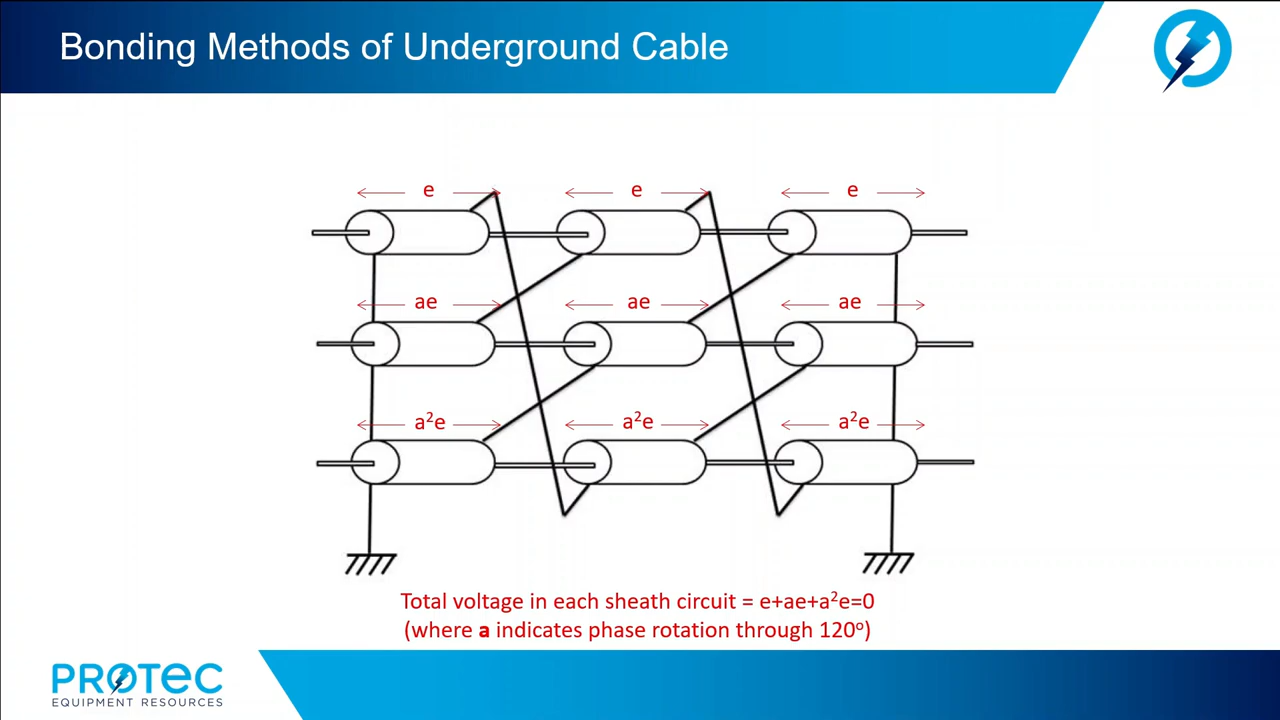 Bonding Methods of Underground Cable
e e e
ae ae ae
a²e a²e a²e
Total voltage in each sheath circuit = e+ae+a²e=0
(where a indicates phase rotation through 120º)
PROTEC
EQUIPMENT RESOURCES